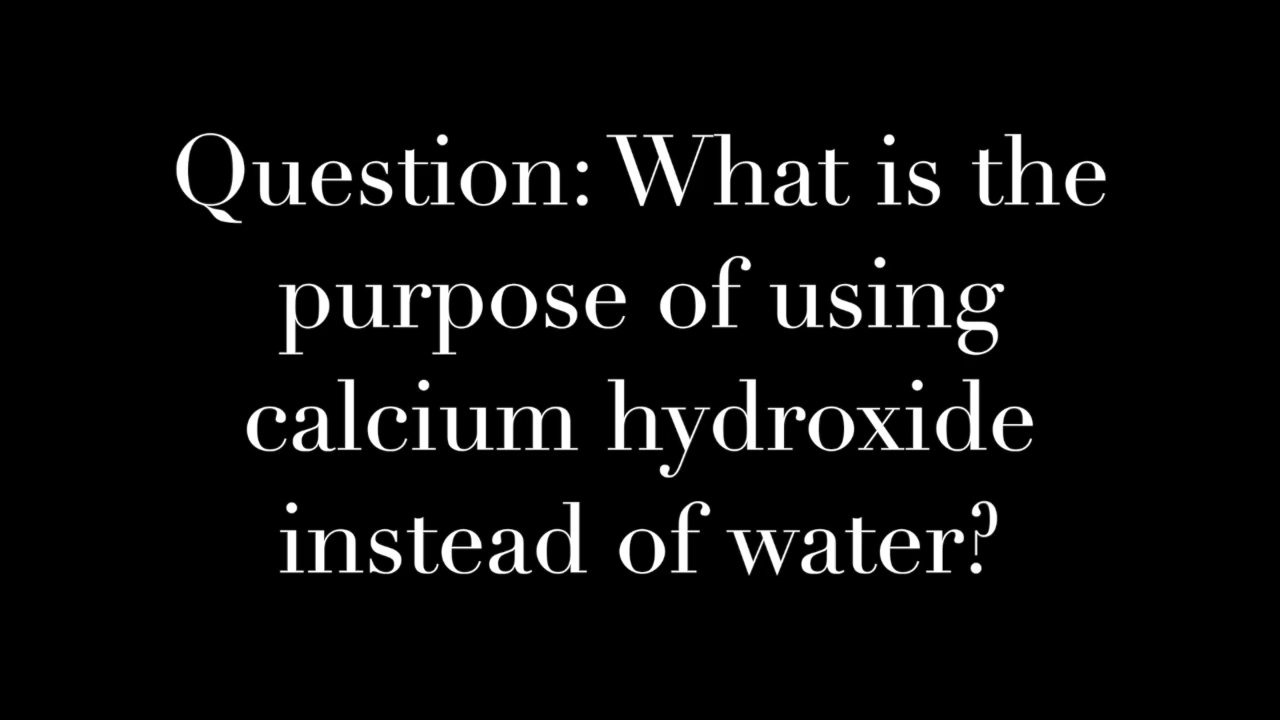 Question: What is the
purpose of using
calcium hydroxide
instead of water?